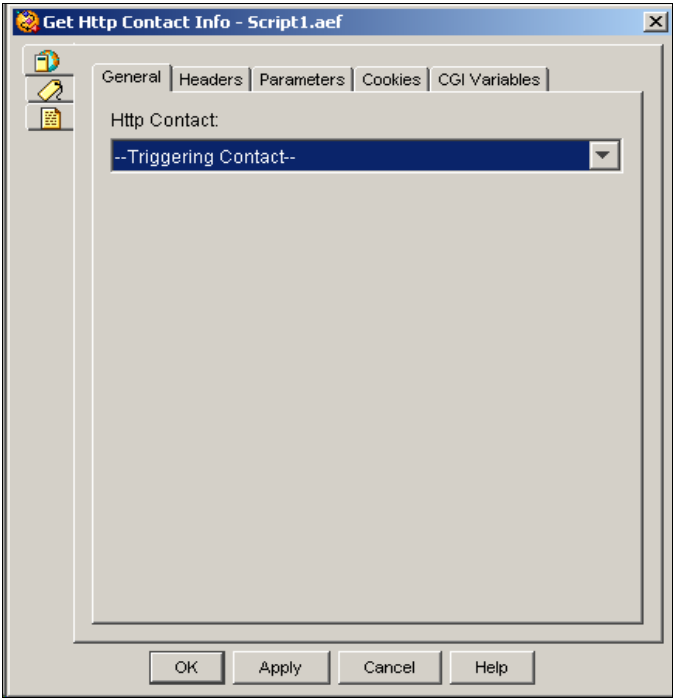 Get Http Contact Info - Script1.aef
General Headers Parameters Cookies CGI Variables
Http Contact:
--Triggering Contact--
OK Apply Cancel Help